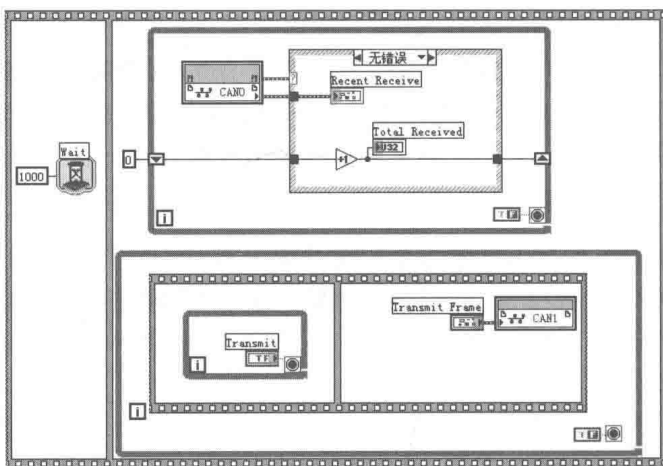 Wait
1000
0
无错误
CAN0
?
Recent Receive
Total Received
U32
+1
i
T F
Transmit
TF
i
Transmit Frame
CAN1
i
T F